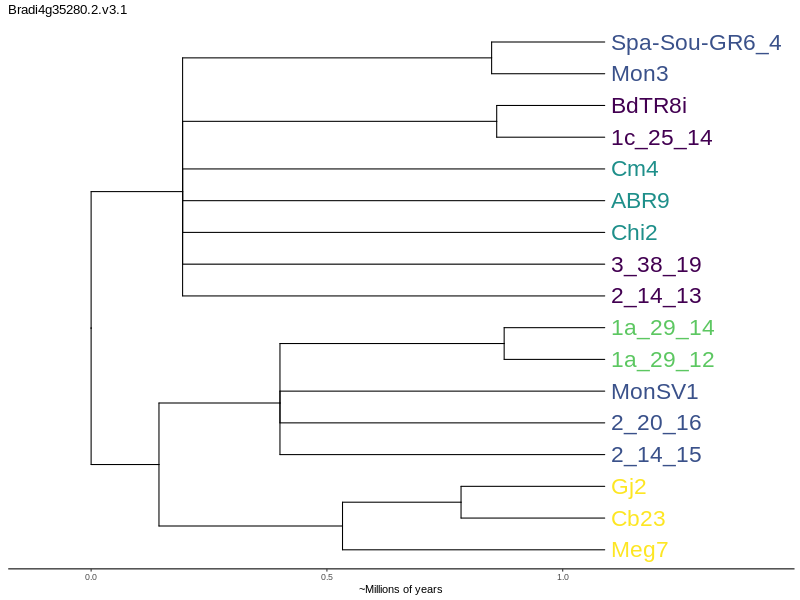 Bradi4g35280.2.v3.1
Spa-Sou-GR6_4
Mon3
BdTR8i
1c_25_14
Cm4
ABR9
Chi2
3_38_19
2_14_13
1a_29_14
1a_29_12
MonSV1
2_20_16
2_14_15
Gj2
Cb23
Meg7
0.0 0.5 1.0
~Millions of years